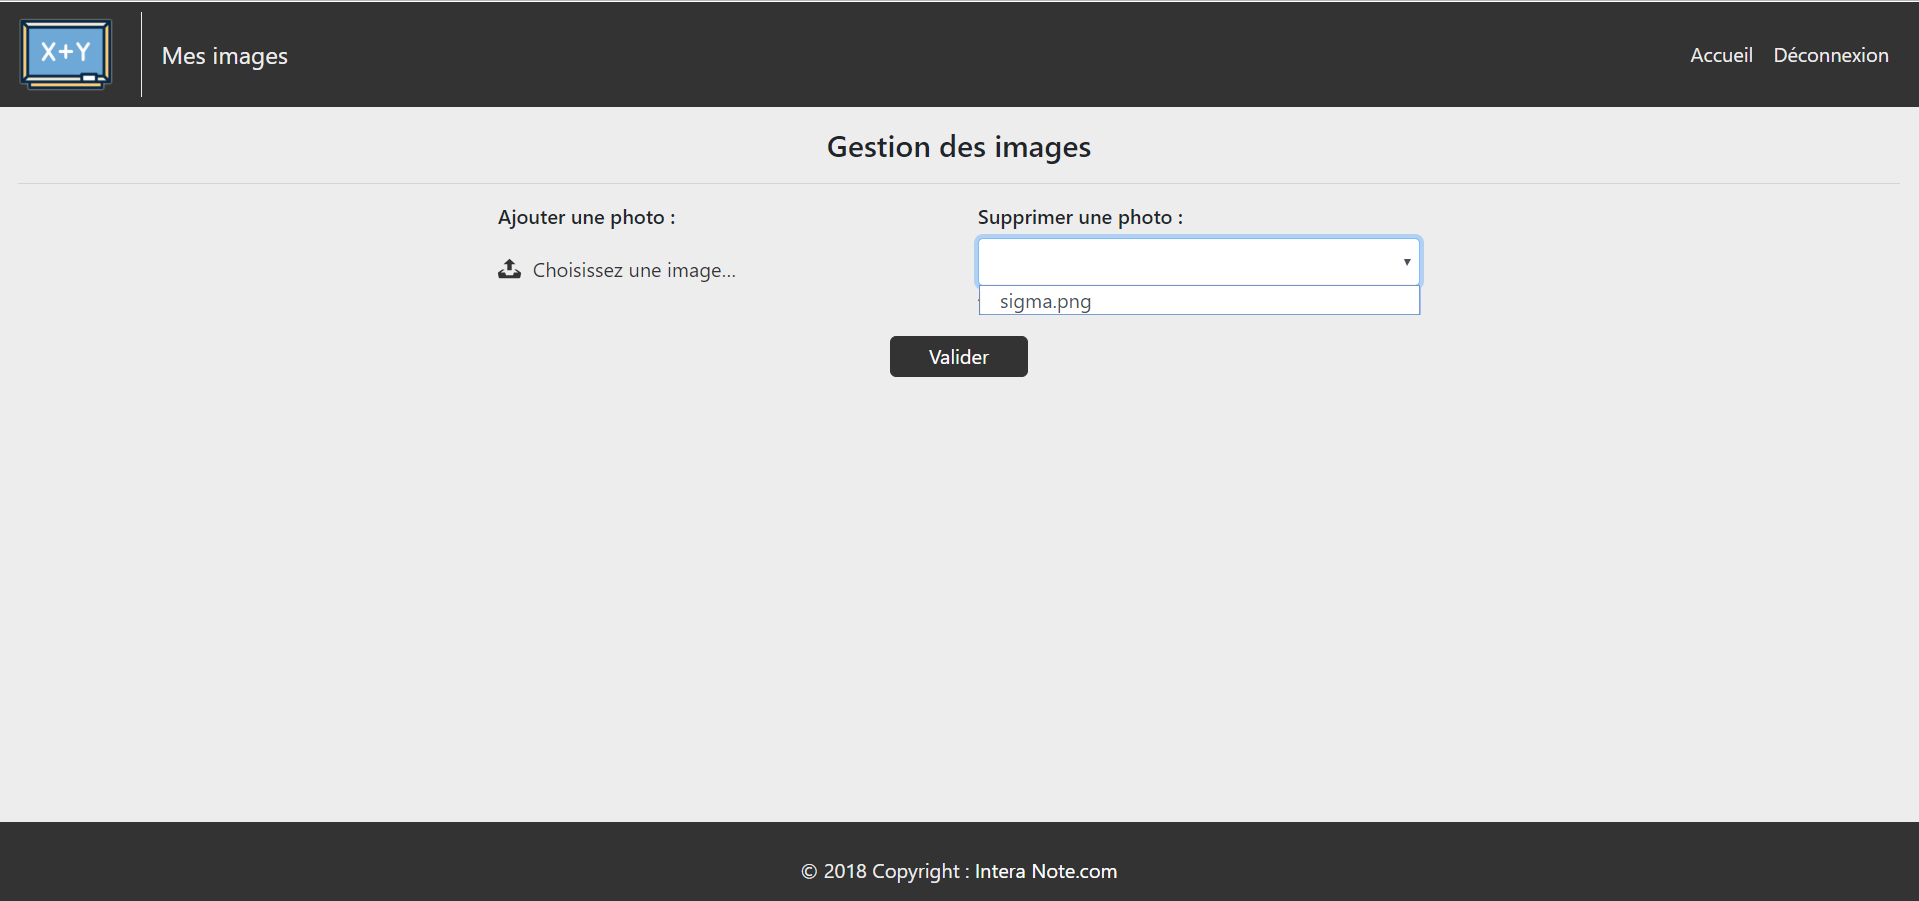 X+Y
Mes images
Accueil
Déconnexion
Gestion des images
Ajouter une photo :
Supprimer une photo :
Choisissez une image...
sigma.png
Valider
© 2018 Copyright : Intera Note.com